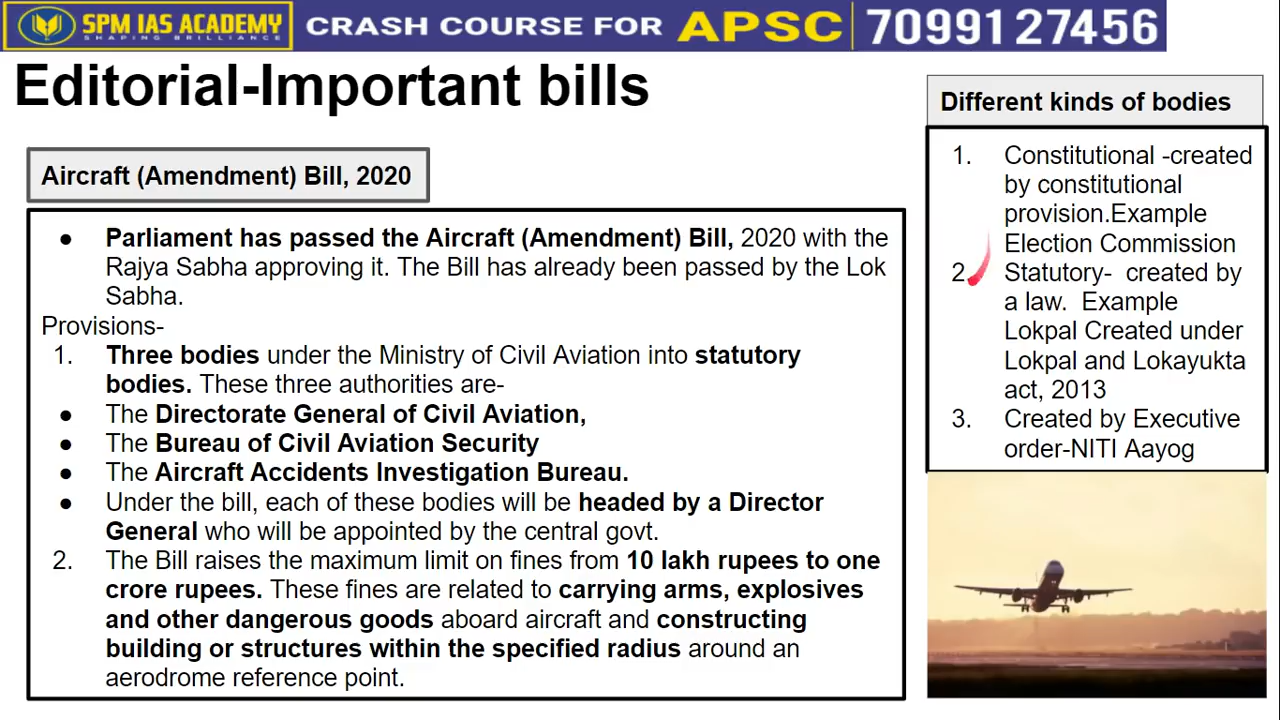 SPM IAS ACADEMY
SHAPING BRILLIANCE
CRASH COURSE FOR APSC 7099127456
Editorial-Important bills
Aircraft (Amendment) Bill, 2020
● Parliament has passed the Aircraft (Amendment) Bill, 2020 with the
Rajya Sabha approving it. The Bill has already been passed by the Lok
Sabha.
Provisions-
1. Three bodies under the Ministry of Civil Aviation into statutory
bodies. These three authorities are-
● The Directorate General of Civil Aviation,
● The Bureau of Civil Aviation Security
● The Aircraft Accidents Investigation Bureau.
● Under the bill, each of these bodies will be headed by a Director
General who will be appointed by the central govt.
2. The Bill raises the maximum limit on fines from 10 lakh rupees to one
crore rupees. These fines are related to carrying arms, explosives
and other dangerous goods aboard aircraft and constructing
building or structures within the specified radius around an
aerodrome reference point.
Different kinds of bodies
1. Constitutional -created
by constitutional
provision.Example
Election Commission
2. Statutory- created by
a law. Example
Lokpal Created under
Lokpal and Lokayukta
act, 2013
3. Created by Executive
order-NITI Aayog